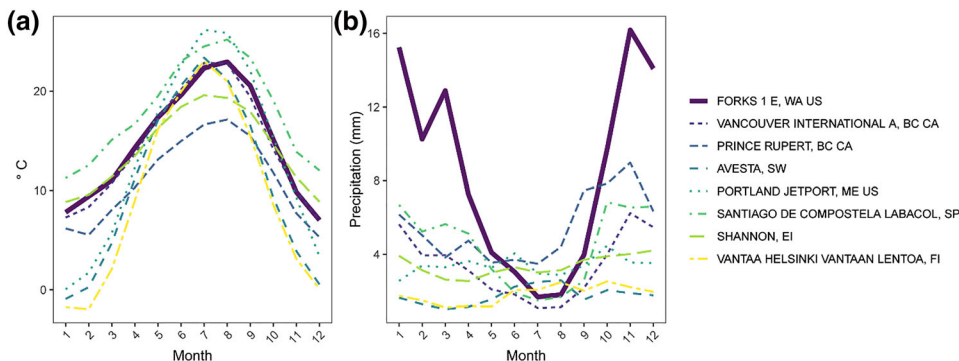 (a)
20
10
0
° C
1 2 3 4 5 6 7 8 9 10 11 12
Month
(b)
16
12
8
4
Precipitation (mm)
1 2 3 4 5 6 7 8 9 10 11 12
Month
FORKS 1 E, WA US
VANCOUVER INTERNATIONAL A, BC CA
PRINCE RUPERT, BC CA
AVESTA, SW
PORTLAND JETPORT, ME US
SANTIAGO DE COMPOSTELA LABACOL, SP
SHANNON, EI
VANTAA HELSINKI VANTAAN LENTOA, FI